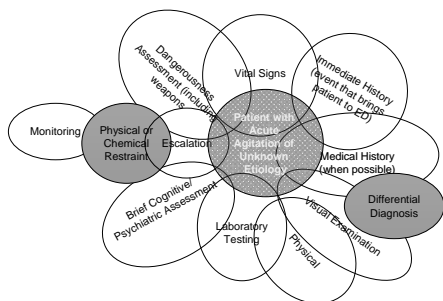 Dangerousness
Assessment (including
weapons
Vital Signs
Immediate History
(event that brings
patient to ED)
Monitoring
Physical or
Chemical
Restraint
Escalation
Patient with
Acute
Agitation of
Unknown
Etiology
Medical History
(when possible)
Differential
Diagnosis
Brief Cognitive/
Psychiatric Assessment
Laboratory
Testing
Physical
Visual Examination